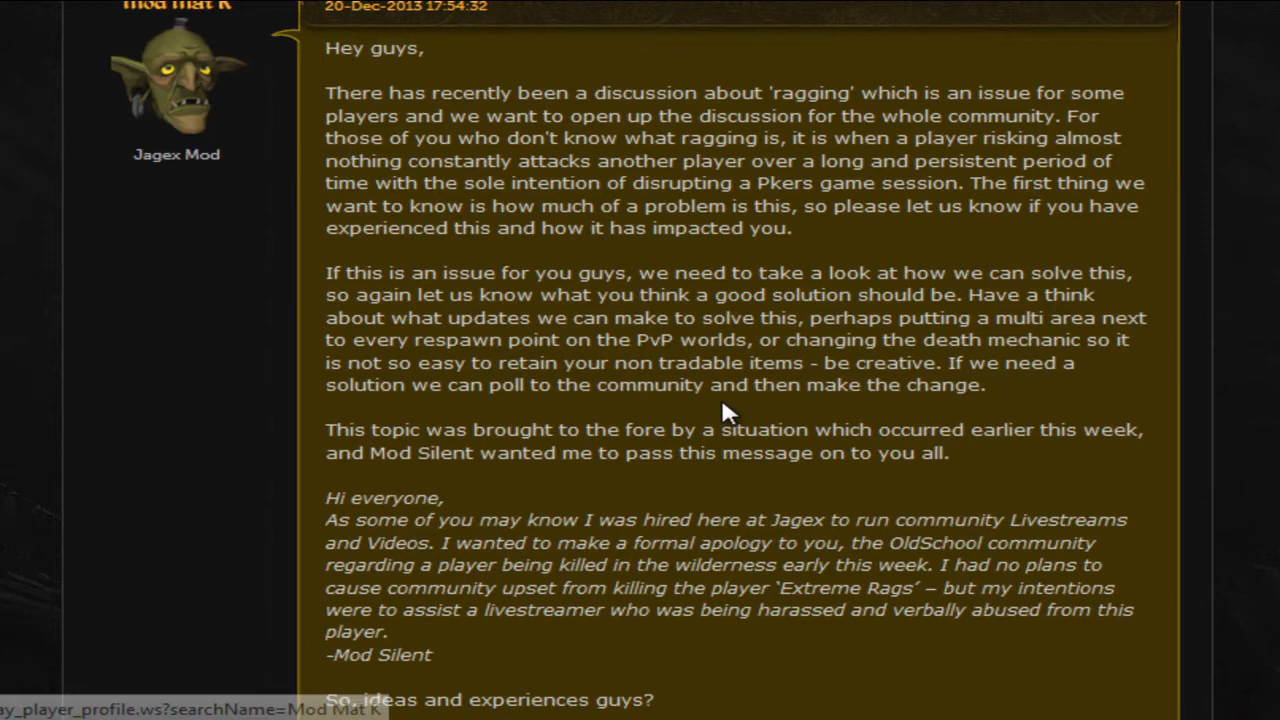 Mod Mat K
20-Dec-2013 17:54:32
Jagex Mod
Hey guys,
There has recently been a discussion about 'ragging' which is an issue for some
players and we want to open up the discussion for the whole community. For
those of you who don't know what ragging is, it is when a player risking almost
nothing constantly attacks another player over a long and persistent period of
time with the sole intention of disrupting a Pkers game session. The first thing we
want to know is how much of a problem is this, so please let us know if you have
experienced this and how it has impacted you.
If this is an issue for you guys, we need to take a look at how we can solve this,
so again let us know what you think a good solution should be. Have a think
about what updates we can make to solve this, perhaps putting a multi area next
to every respawn point on the PvP worlds, or changing the death mechanic so it
is not so easy to retain your non tradable items - be creative. If we need a
solution we can poll to the community and then make the change.
This topic was brought to the fore by a situation which occurred earlier this week,
and Mod Silent wanted me to pass this message on to you all.
Hi everyone,
As some of you may know I was hired here at Jagex to run community Livestreams
and Videos. I wanted to make a formal apology to you, the OldSchool community
regarding a player being killed in the wilderness early this week. I had no plans to
cause community upset from killing the player ‘Extreme Rags’ – but my intentions
were to assist a livestreamer who was being harassed and verbally abused from this
player.
-Mod Silent
So, ideas and experiences guys?
ay_player_profile.ws?searchName=Mod Mat K